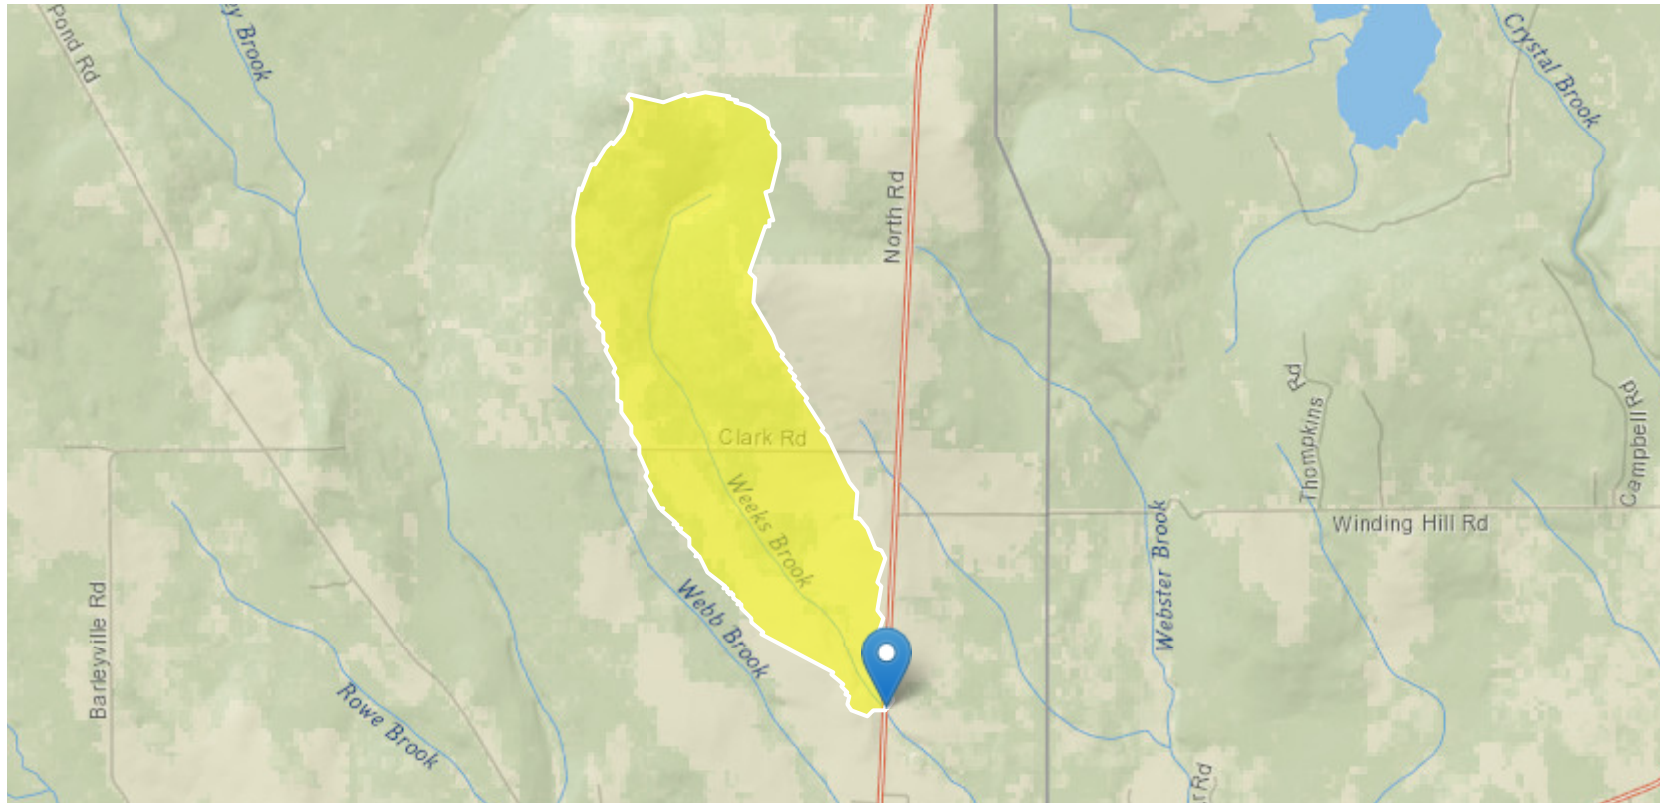 Pond Rd
ey Brook
Crystal Brook
North Rd
Thompkins Rd
Campbell Rd
Clark Rd
Weeks Brook
Winding Hill Rd
Webster Brook
Barleyville Rd
Webb Brook
Rowe Brook
r Rd